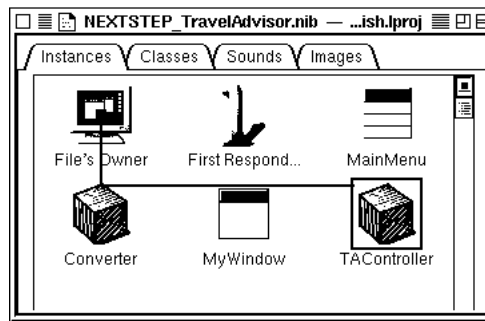 NEXTSTEP_TravelAdvisor.nib — ...ish.lproj
Instances Classes Sounds Images
File's Owner First Respond... MainMenu
Converter MyWindow TAController